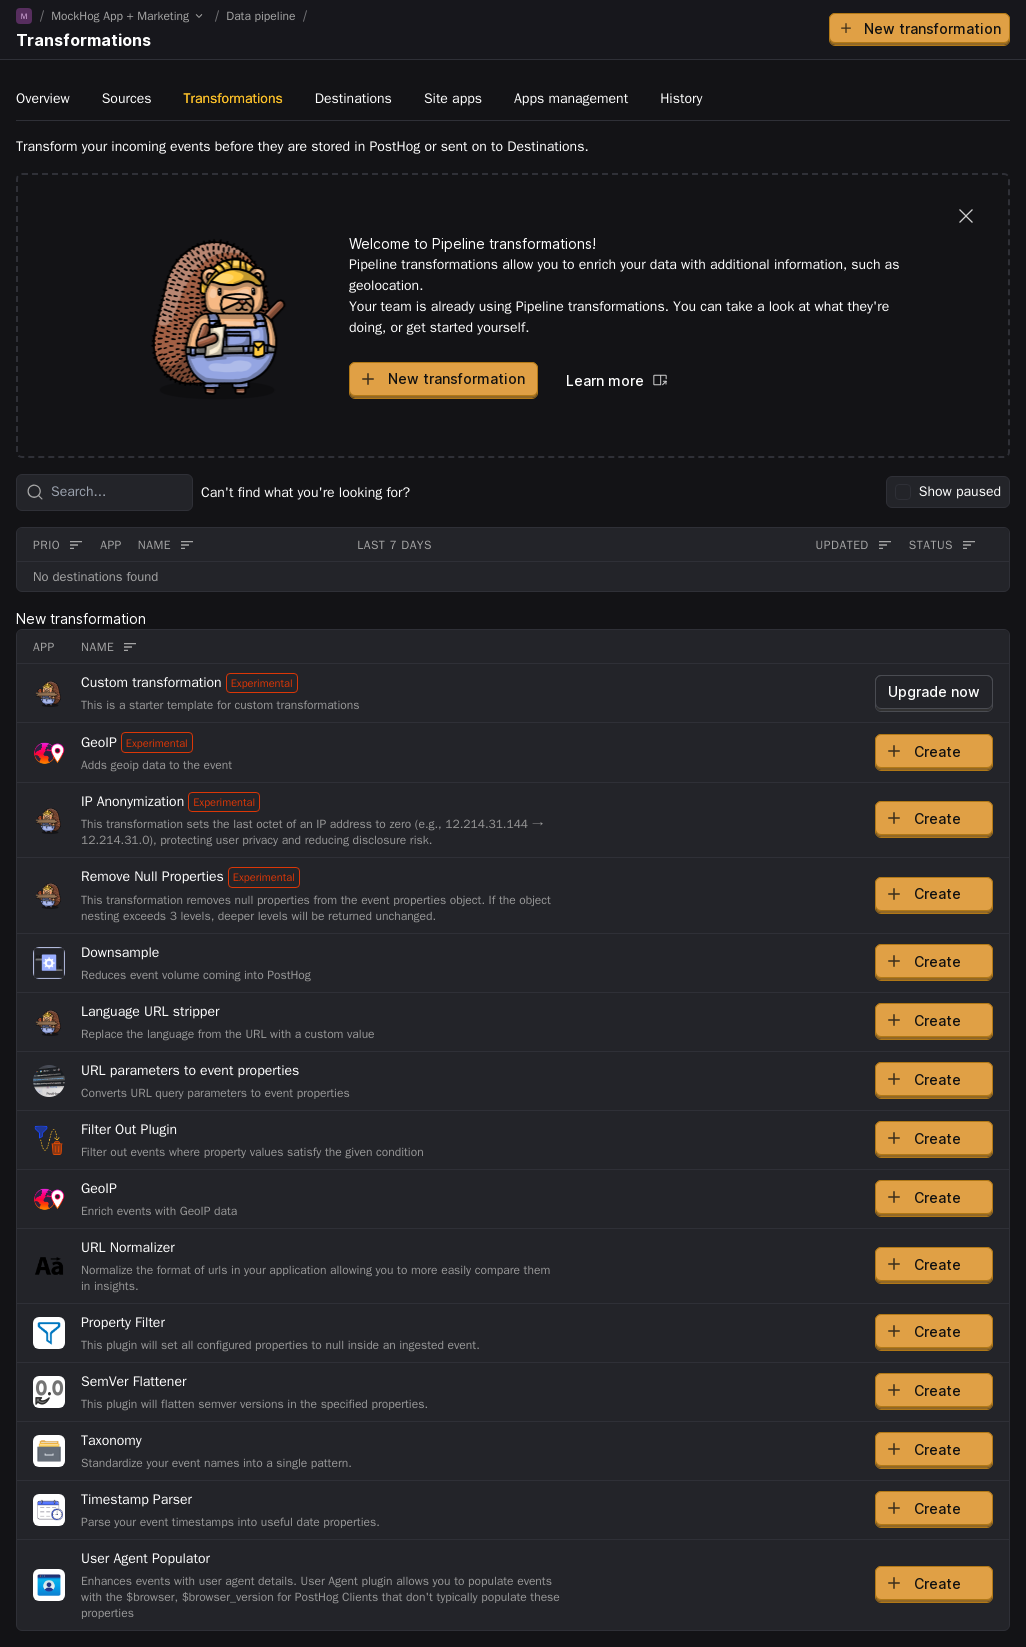 M / MockHog App + Marketing / Data pipeline /
Transformations
New transformation
Overview Sources Transformations Destinations Site apps Apps management History
Transform your incoming events before they are stored in PostHog or sent on to Destinations.
Welcome to Pipeline transformations!
Pipeline transformations allow you to enrich your data with additional information, such as
geolocation.
Your team is already using Pipeline transformations. You can take a look at what they're
doing, or get started yourself.
New transformation Learn more
Search... Can't find what you're looking for? Show paused
PRIO APP NAME LAST 7 DAYS UPDATED STATUS
No destinations found
New transformation
APP NAME
Custom transformation Experimental
This is a starter template for custom transformations
Upgrade now
GeoIP Experimental
Adds geoip data to the event
Create
IP Anonymization Experimental
This transformation sets the last octet of an IP address to zero (e.g., 12.214.31.144 →
12.214.31.0), protecting user privacy and reducing disclosure risk.
Create
Remove Null Properties Experimental
This transformation removes null properties from the event properties object. If the object
nesting exceeds 3 levels, deeper levels will be returned unchanged.
Create
Downsample
Reduces event volume coming into PostHog
Create
Language URL stripper
Replace the language from the URL with a custom value
Create
URL parameters to event properties
Converts URL query parameters to event properties
Create
Filter Out Plugin
Filter out events where property values satisfy the given condition
Create
GeoIP
Enrich events with GeoIP data
Create
Aa
URL Normalizer
Normalize the format of urls in your application allowing you to more easily compare them
in insights.
Create
Property Filter
This plugin will set all configured properties to null inside an ingested event.
Create
0.0
SemVer Flattener
This plugin will flatten semver versions in the specified properties.
Create
Taxonomy
Standardize your event names into a single pattern.
Create
Timestamp Parser
Parse your event timestamps into useful date properties.
Create
User Agent Populator
Enhances events with user agent details. User Agent plugin allows you to populate events
with the $browser, $browser_version for PostHog Clients that don't typically populate these
properties
Create